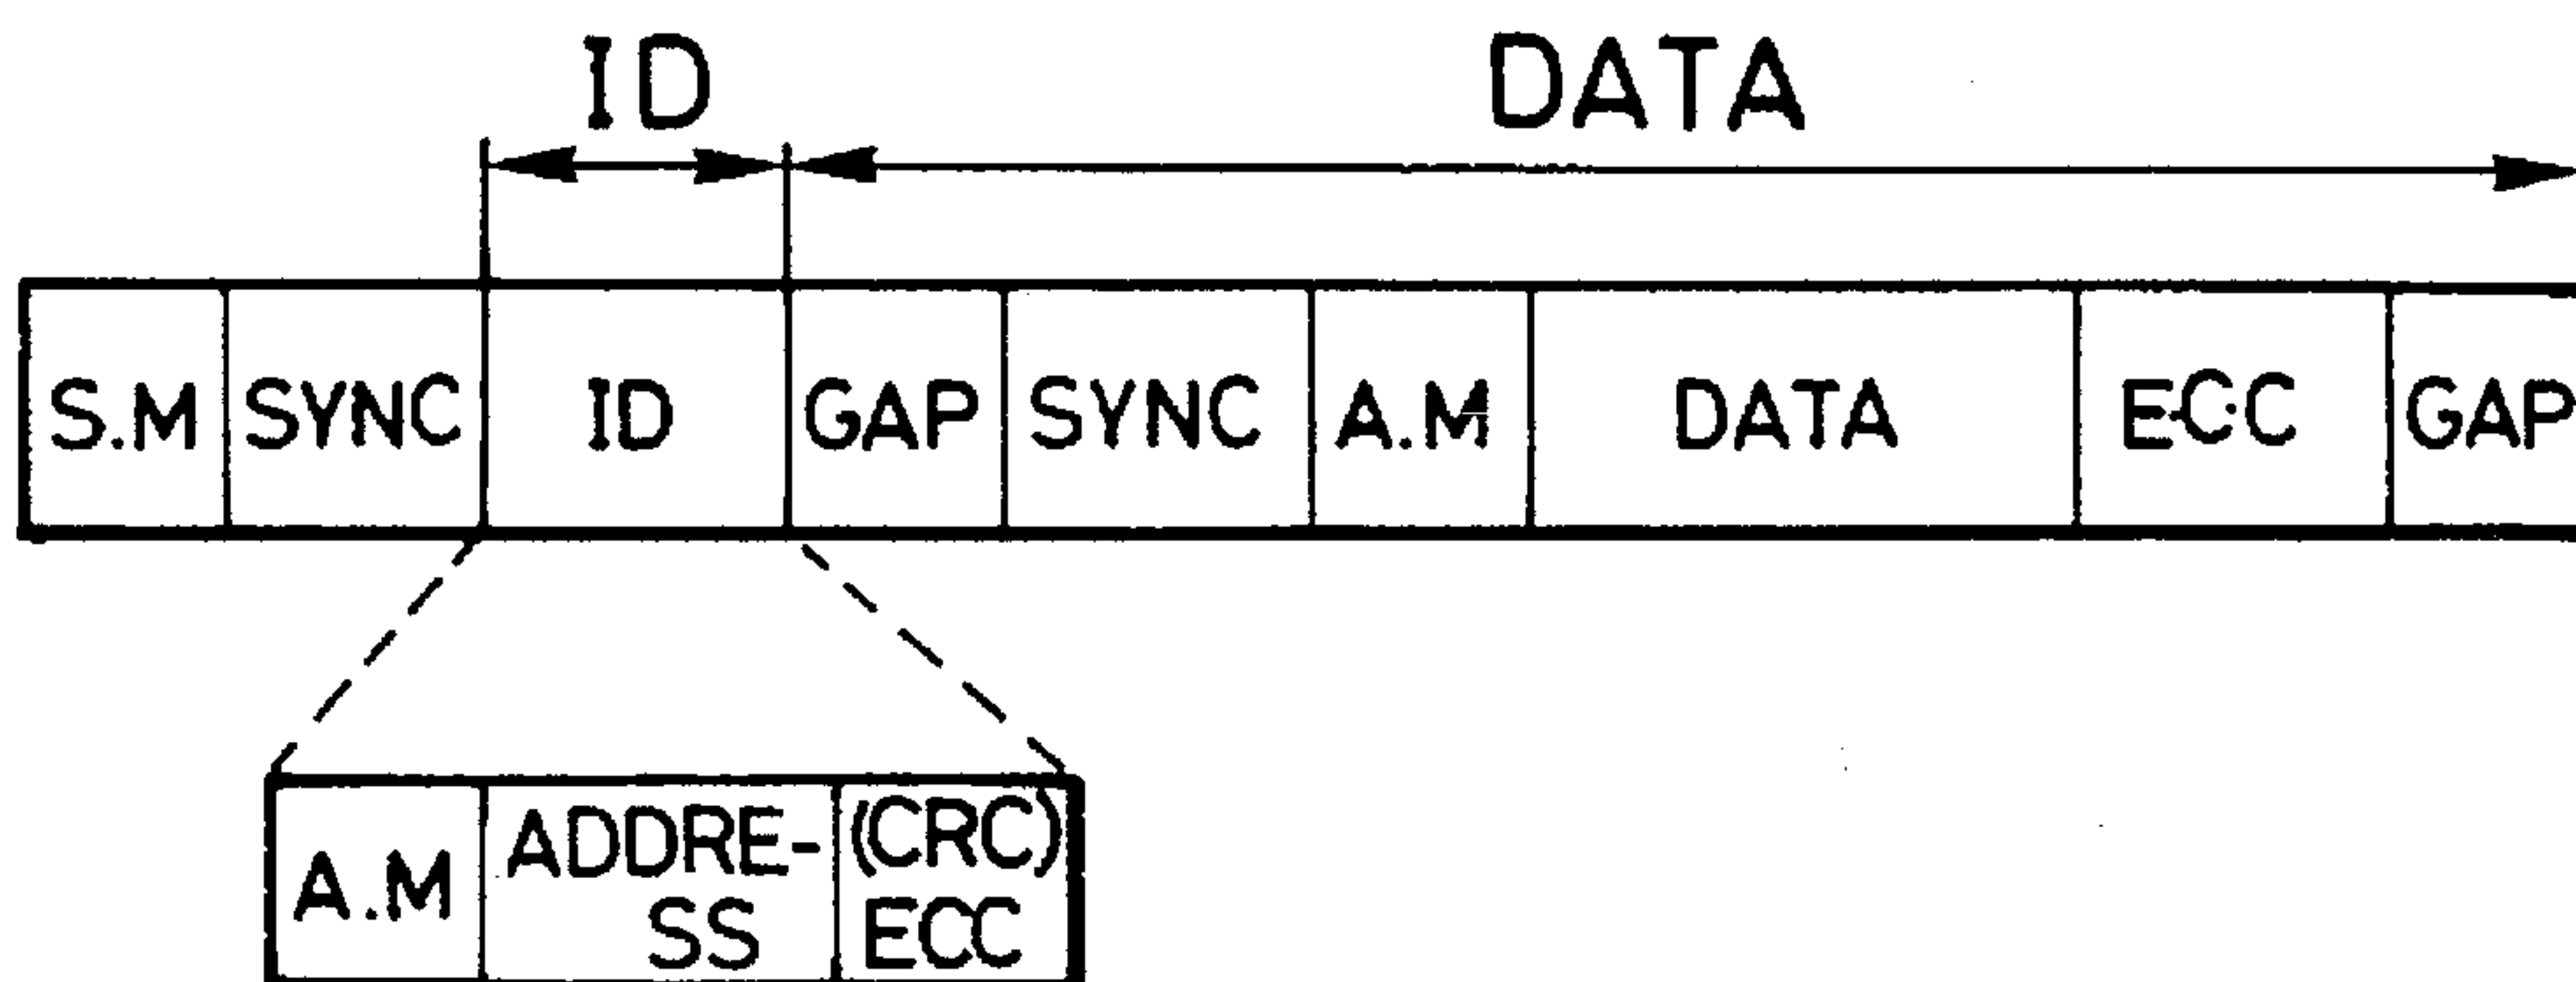 ID DATA
S.M SYNC ID GAP SYNC A.M DATA ECC GAP
A.M ADDRE-
SS (CRC)
ECC